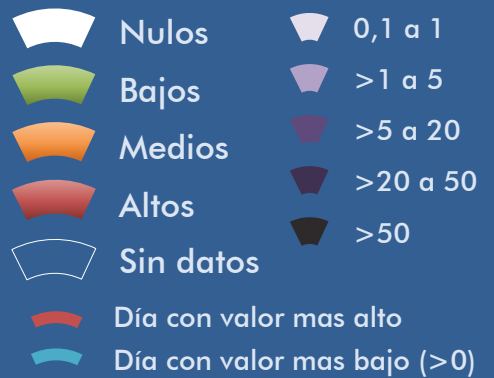 Nulos
Bajos
Medios
Altos
Sin datos
0,1 a 1
>1 a 5
>5 a 20
>20 a 50
>50
Día con valor mas alto
Día con valor mas bajo (>0)